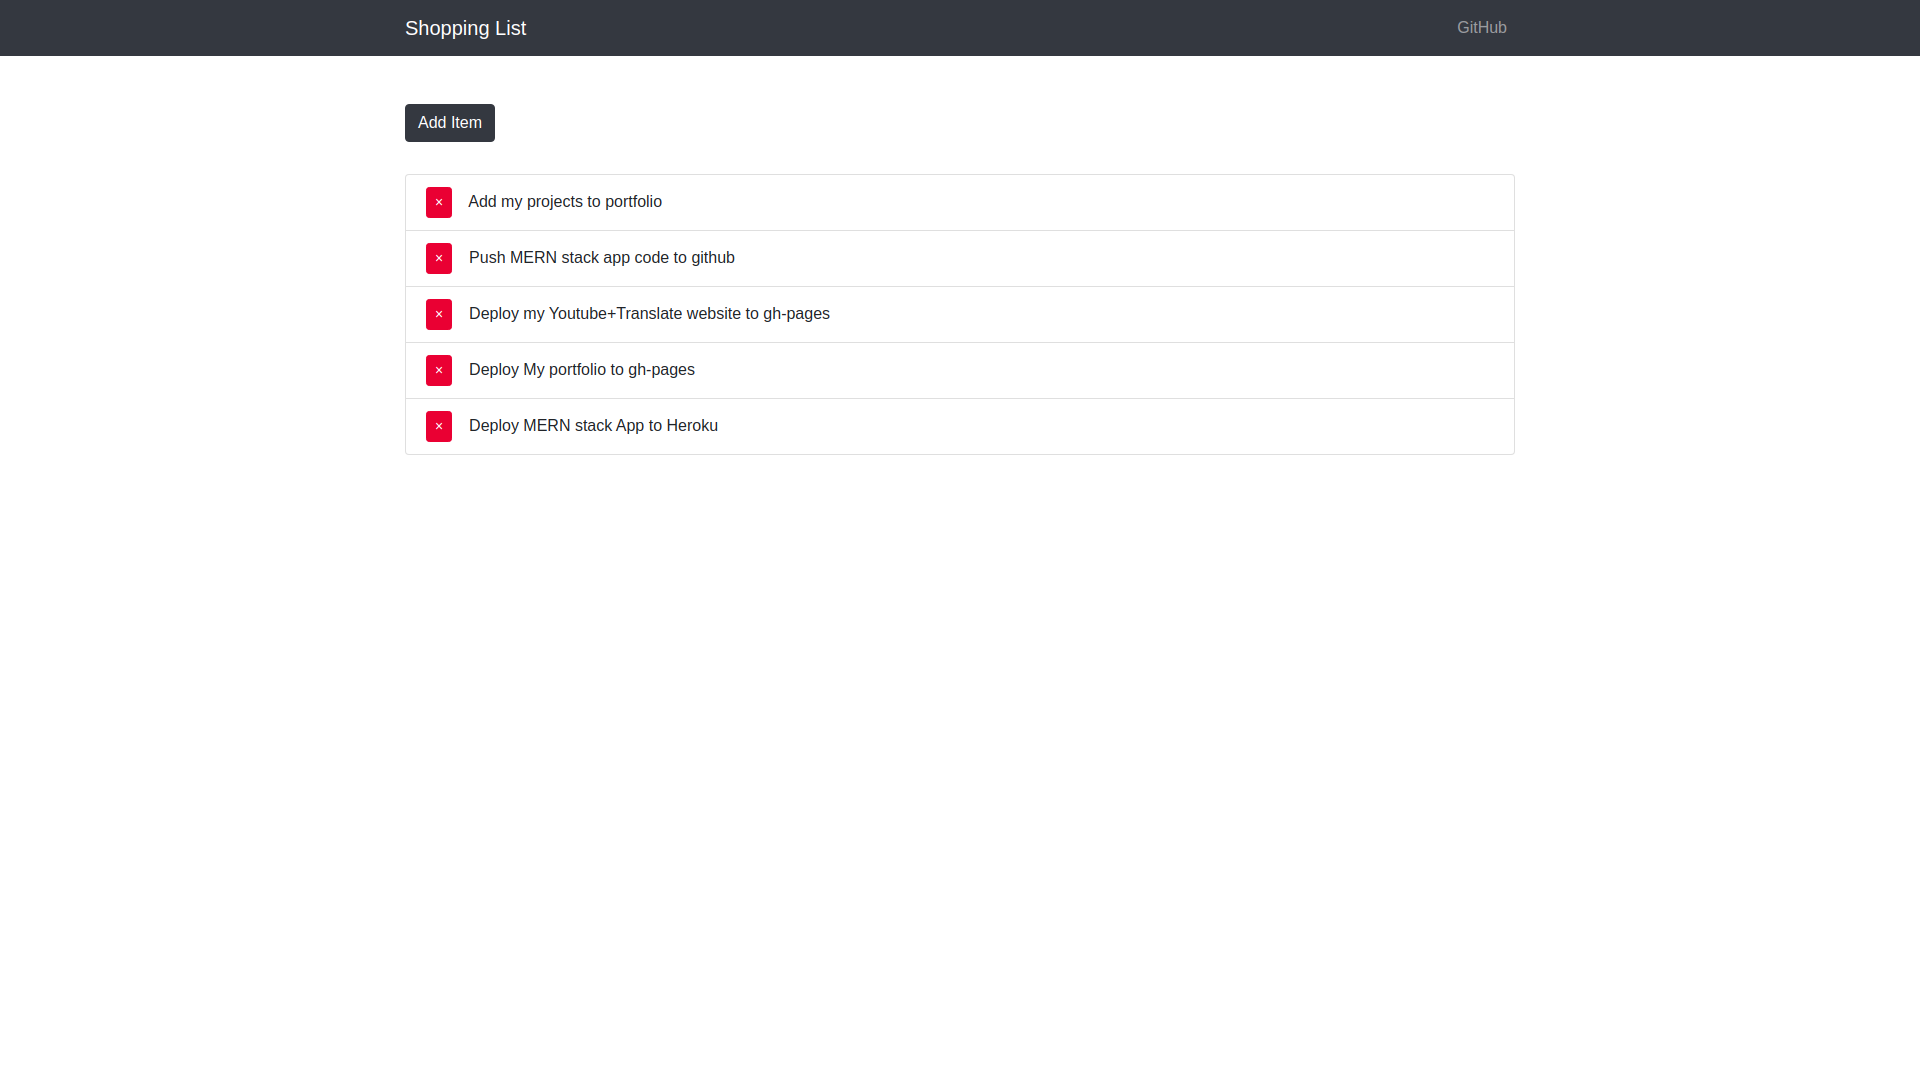 Shopping List
GitHub
Add Item
× Add my projects to portfolio
× Push MERN stack app code to github
× Deploy my Youtube+Translate website to gh-pages
× Deploy My portfolio to gh-pages
× Deploy MERN stack App to Heroku